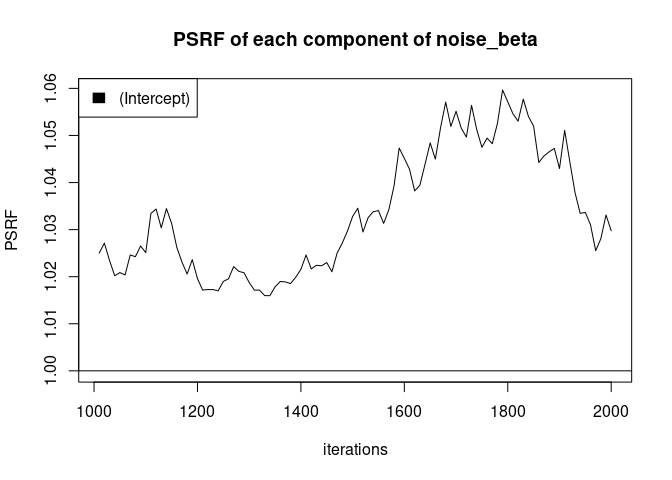 PSRF of each component of noise_beta
(Intercept)
PSRF
1.06
1.05
1.04
1.03
1.02
1.01
1.00
1000 1200 1400 1600 1800 2000
iterations